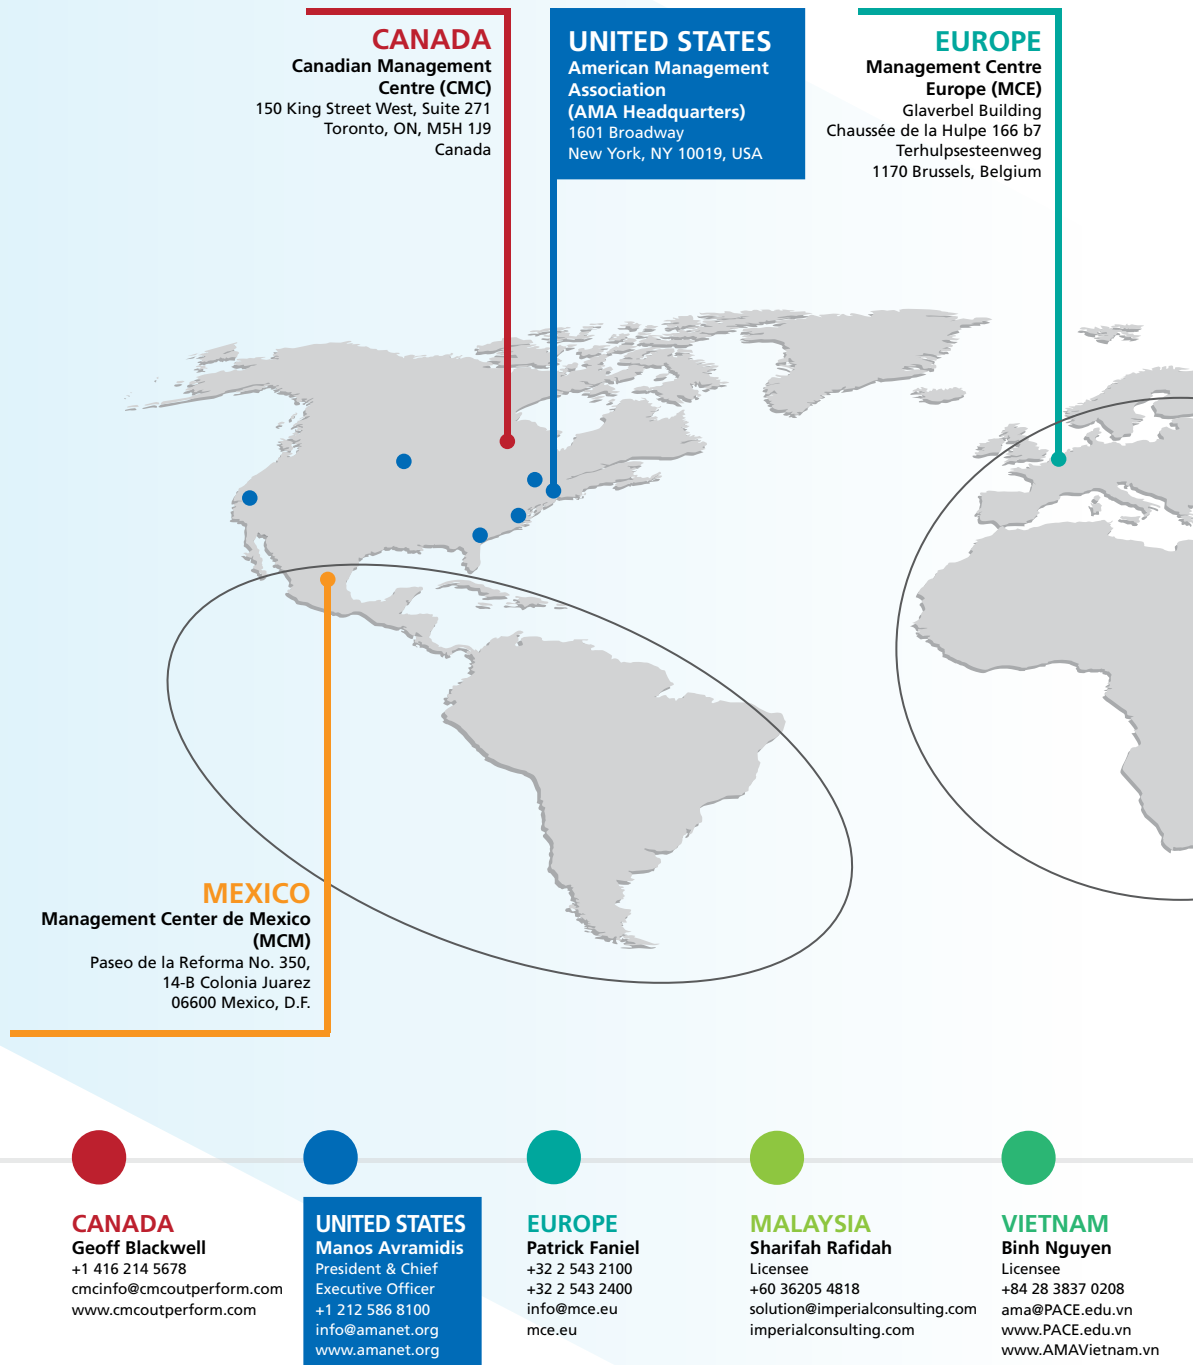 CANADA
Canadian Management
Centre (CMC)
150 King Street West, Suite 271
Toronto, ON, M5H 1J9
Canada
UNITED STATES
American Management
Association
(AMA Headquarters)
1601 Broadway
New York, NY 10019, USA
EUROPE
Management Centre
Europe (MCE)
Glaverbel Building
Chaussée de la Hulpe 166 b7
Terhulpsesteenweg
1170 Brussels, Belgium
MEXICO
Management Center de Mexico
(MCM)
Paseo de la Reforma No. 350,
14-B Colonia Juarez
06600 Mexico, D.F.
CANADA
Geoff Blackwell
+1 416 214 5678
cmcinfo@cmcoutperform.com
www.cmcoutperform.com
UNITED STATES
Manos Avramidis
President & Chief
Executive Officer
+1 212 586 8100
info@amanet.org
www.amanet.org
EUROPE
Patrick Faniel
+32 2 543 2100
+32 2 543 2400
info@mce.eu
mce.eu
MALAYSIA
Sharifah Rafidah
Licensee
+60 36205 4818
solution@imperialconsulting.com
imperialconsulting.com
VIETNAM
Binh Nguyen
Licensee
+84 28 3837 0208
ama@PACE.edu.vn
www.PACE.edu.vn
www.AMAVietnam.vn